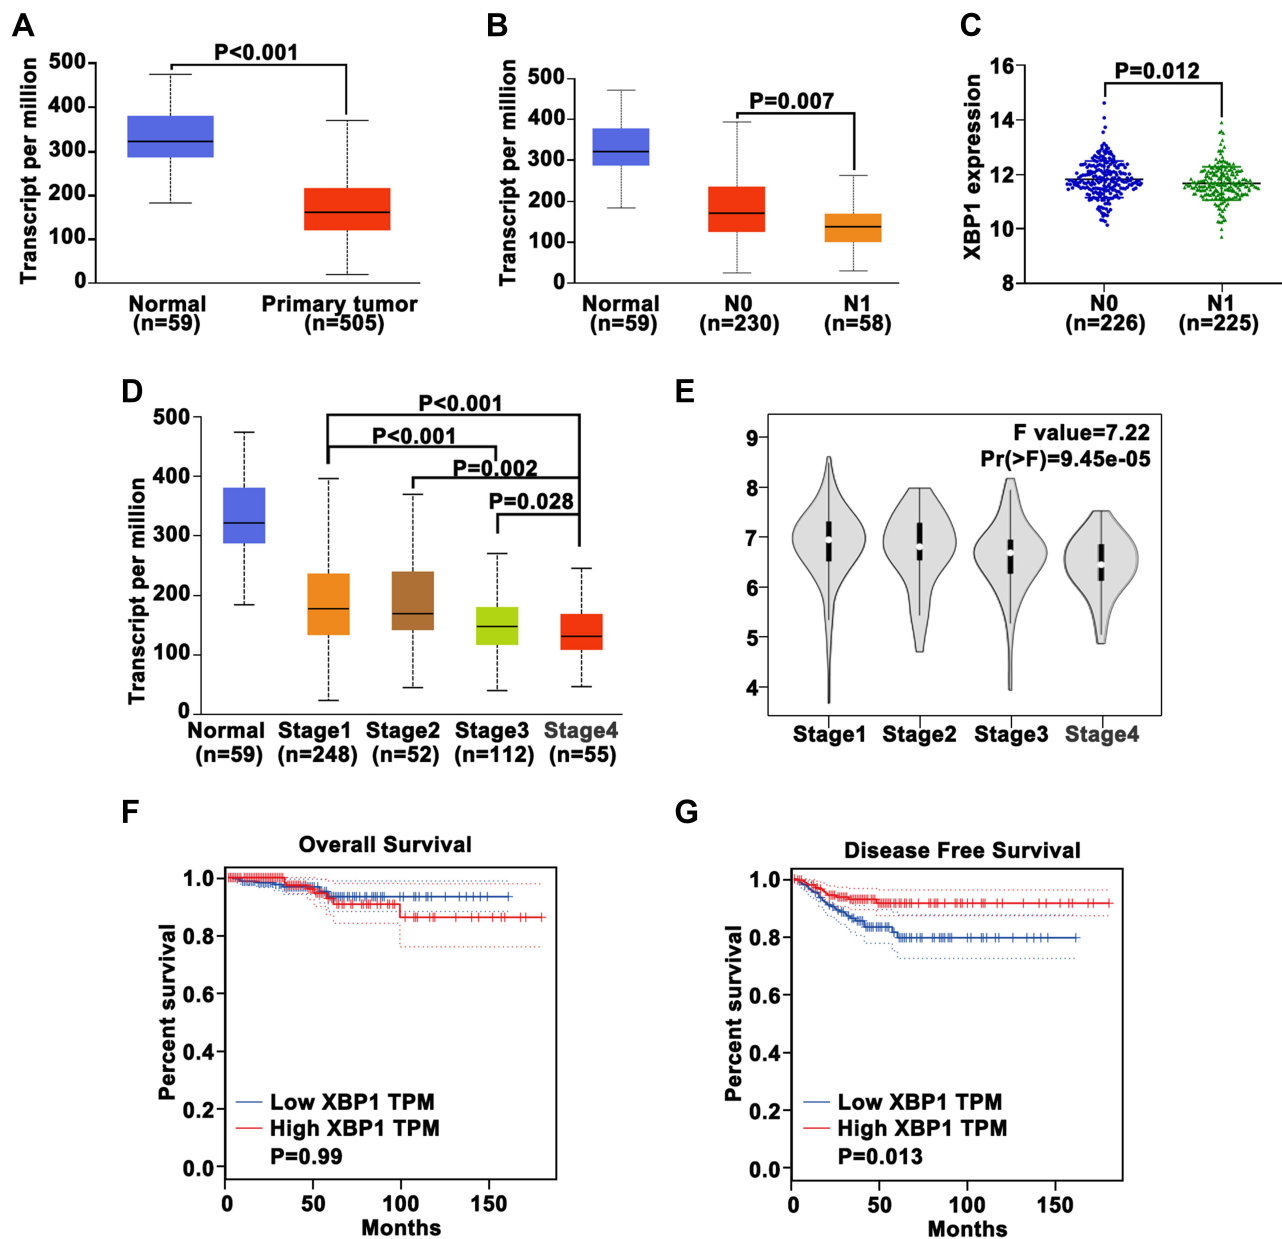 A
Transcript per million
500
400
300
200
100
0
P<0.001
Normal
(n=59)
Primary tumor
(n=505)
B
Transcript per million
500
400
300
200
100
0
P=0.007
Normal
(n=59)
N0
(n=230)
N1
(n=58)
C
XBP1 expression
16
14
12
10
8
P=0.012
N0
(n=226)
N1
(n=225)
D
Transcript per million
500
400
300
200
100
0
P<0.001
P<0.001
P=0.002
P=0.028
Normal
(n=59)
Stage1
(n=248)
Stage2
(n=52)
Stage3
(n=112)
Stage4
(n=55)
E
9
8
7
6
5
4
F value=7.22
Pr(>F)=9.45e-05
Stage1
Stage2
Stage3
Stage4
F
Overall Survival
Percent survival
1.0
0.8
0.6
0.4
0.2
0.0
Low XBP1 TPM
High XBP1 TPM
P=0.99
0
50
100
150
Months
G
Disease Free Survival
Percent survival
1.0
0.8
0.6
0.4
0.2
0.0
Low XBP1 TPM
High XBP1 TPM
P=0.013
0
50
100
150
Months